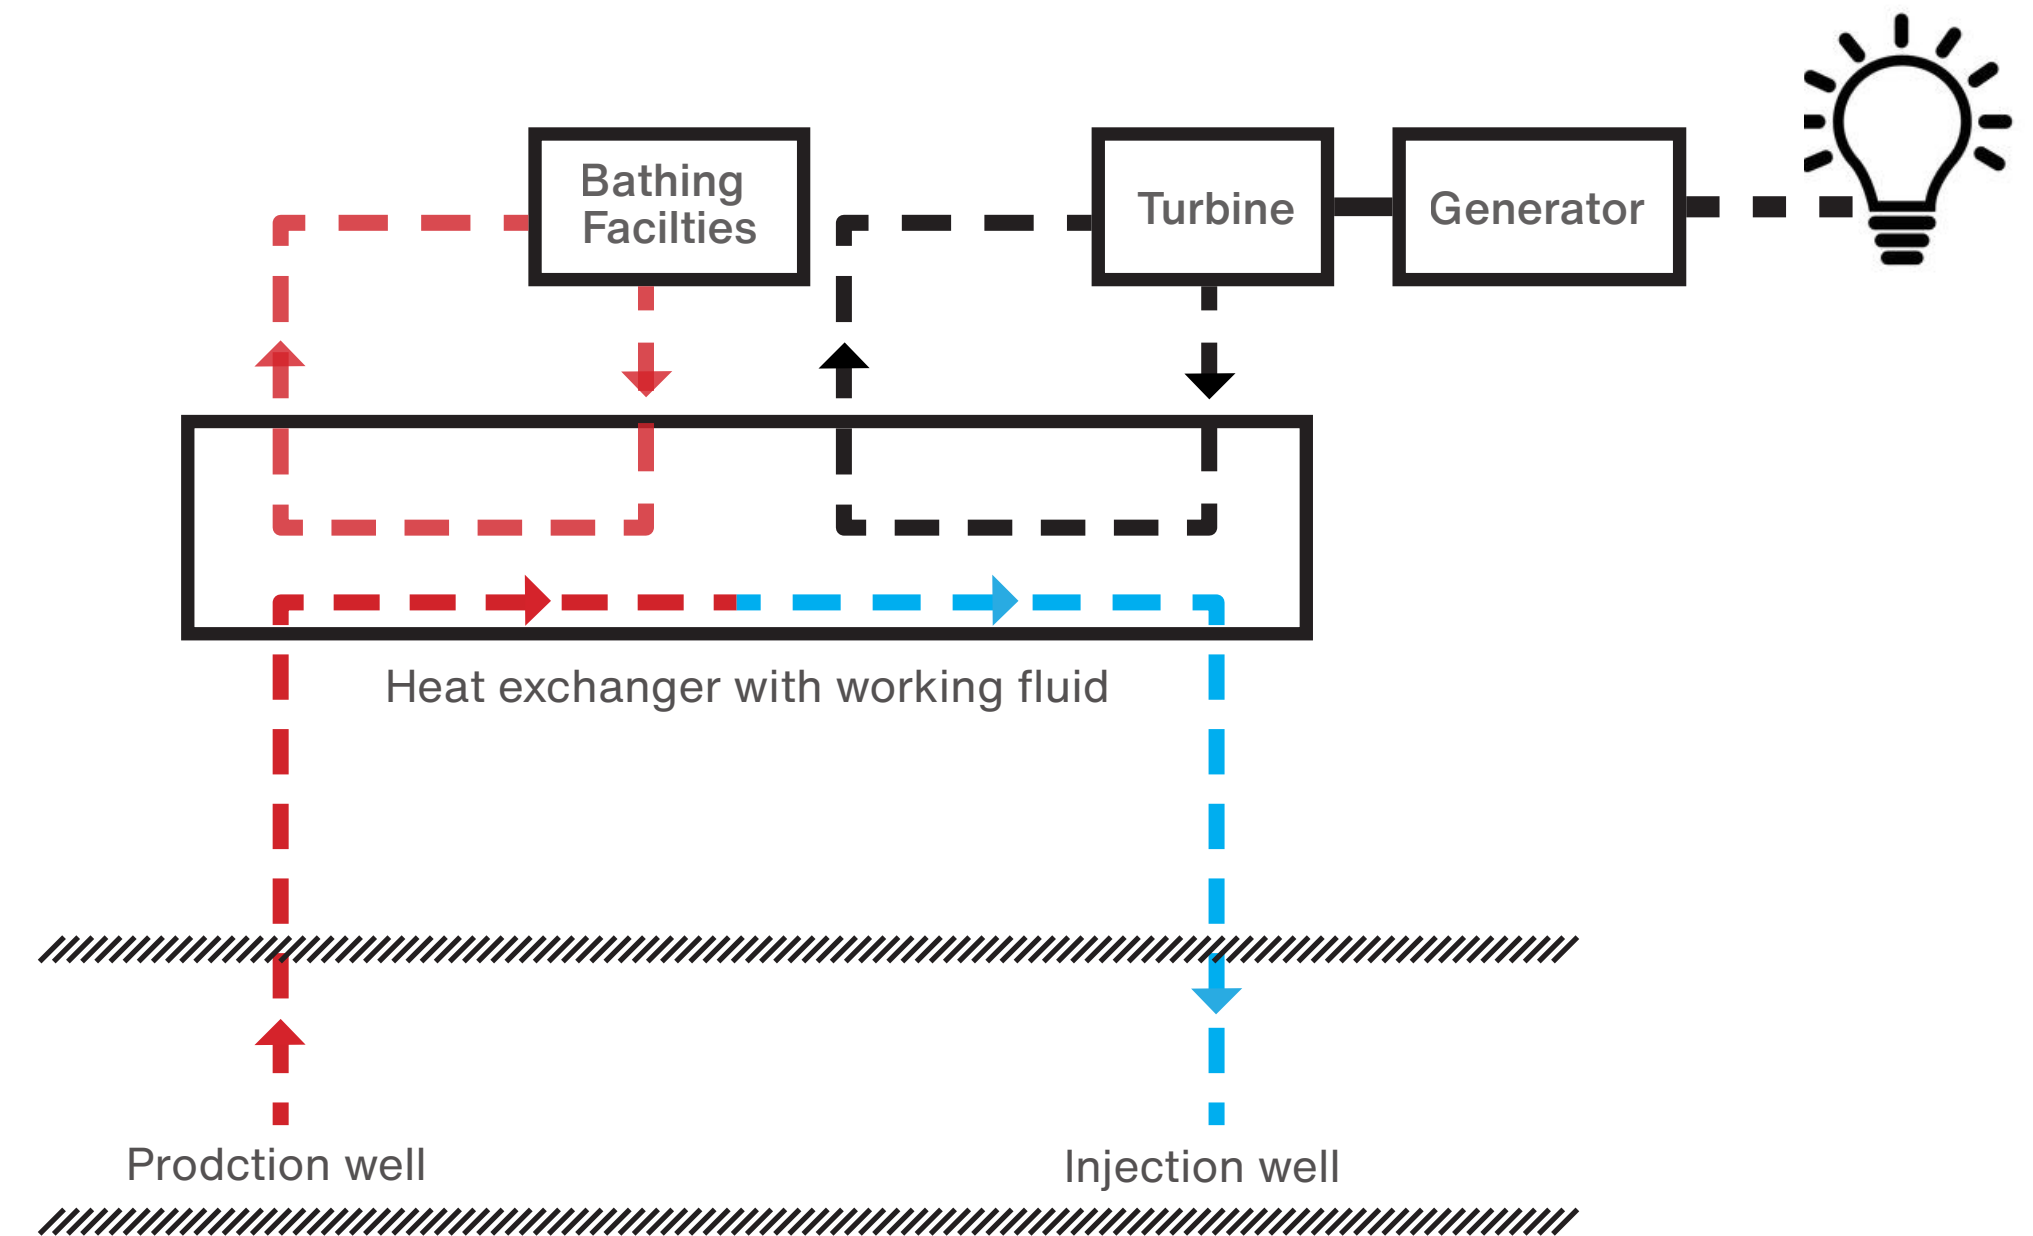 Bathing
Facilties
Turbine
Generator
Heat exchanger with working fluid
Prodction well
Injection well